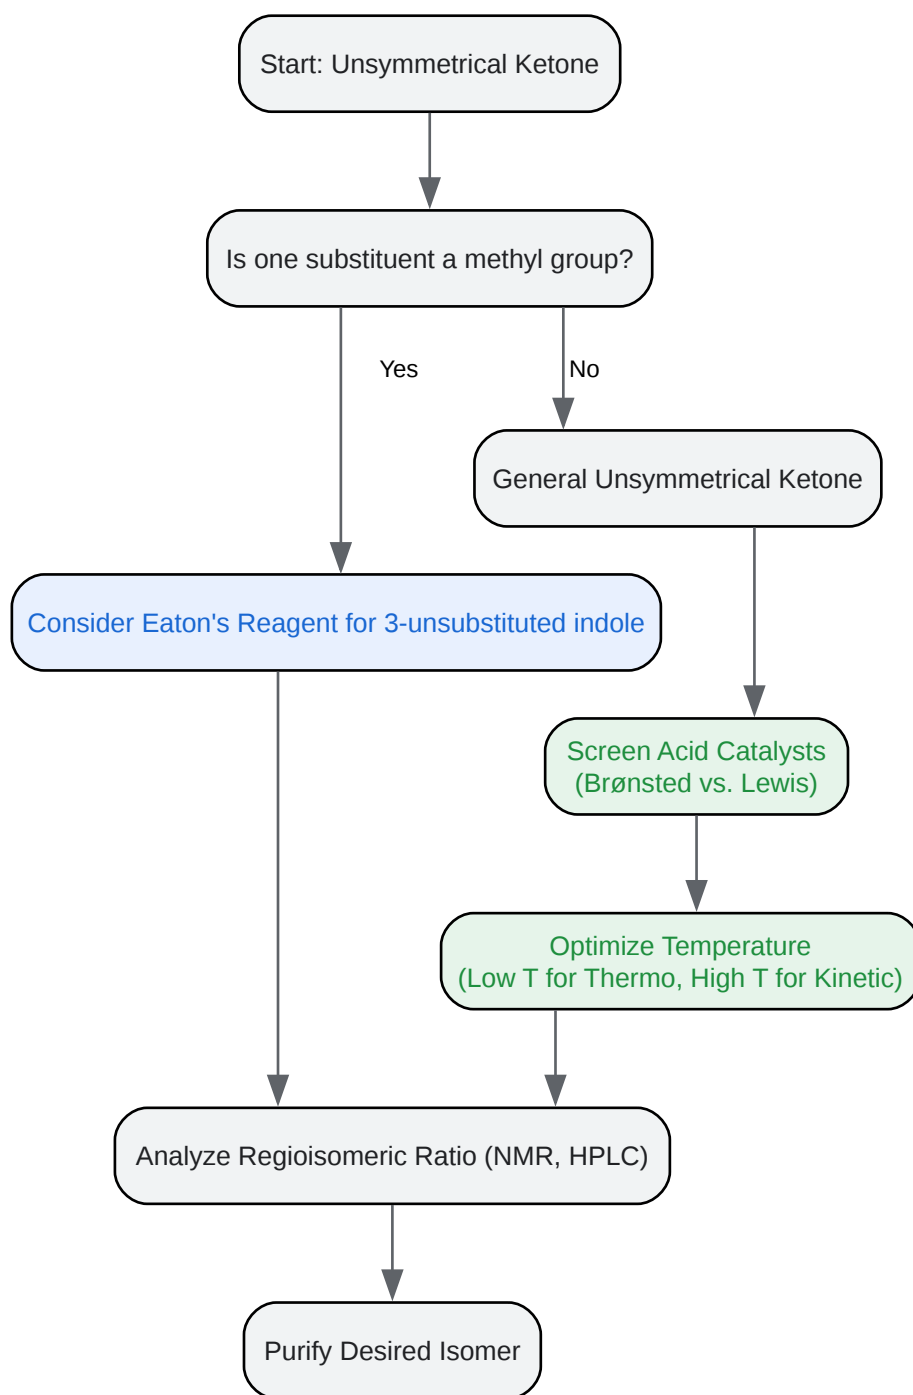 Start: Unsymmetrical Ketone
Is one substituent a methyl group?
Yes
No
General Unsymmetrical Ketone
Consider Eaton's Reagent for 3-unsubstituted indole
Screen Acid Catalysts
(Brønsted vs. Lewis)
Optimize Temperature
(Low T for Thermo, High T for Kinetic)
Analyze Regioisomeric Ratio (NMR, HPLC)
Purify Desired Isomer